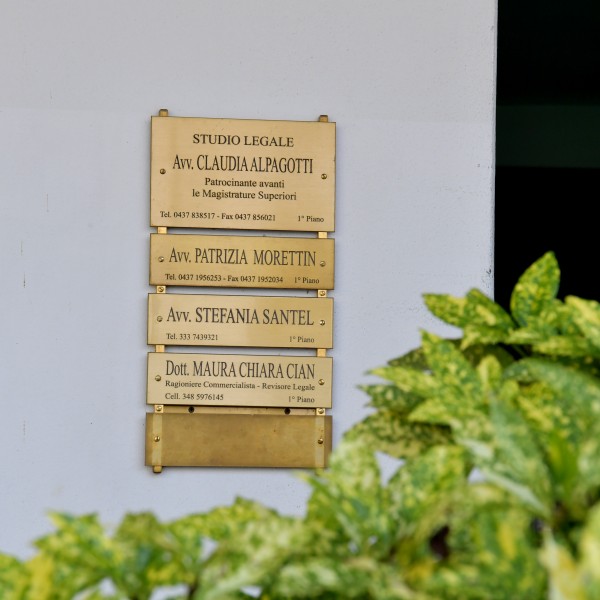 STUDIO LEGALE
Avv. CLAUDIA ALPAGOTTI
Patrocinante avanti
le Magistrature Superiori
Tel. 0437 838517 - Fax 0437 856021 1° Piano
Avv. PATRIZIA MORETTIN
Tel. 0437 1956253 - Fax 0437 1952034 1° Piano
Avv. STEFANIA SANTEL
Tel. 333 7439321 1° Piano
Dott. MAURA CHIARA CIAN
Ragioniere Commercialista - Revisore Legale
Cell. 348 5976145 1° Piano